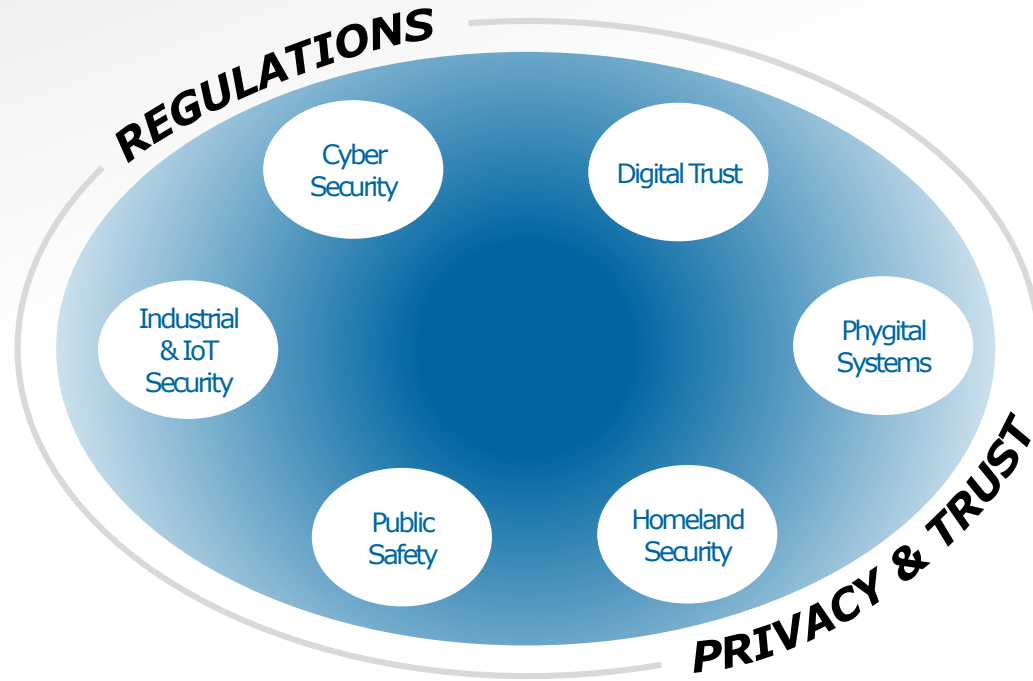 REGULATIONS
Cyber
Security
Digital Trust
Industrial
& IoT
Security
Phygital
Systems
Public
Safety
Homeland
Security
PRIVACY & TRUST